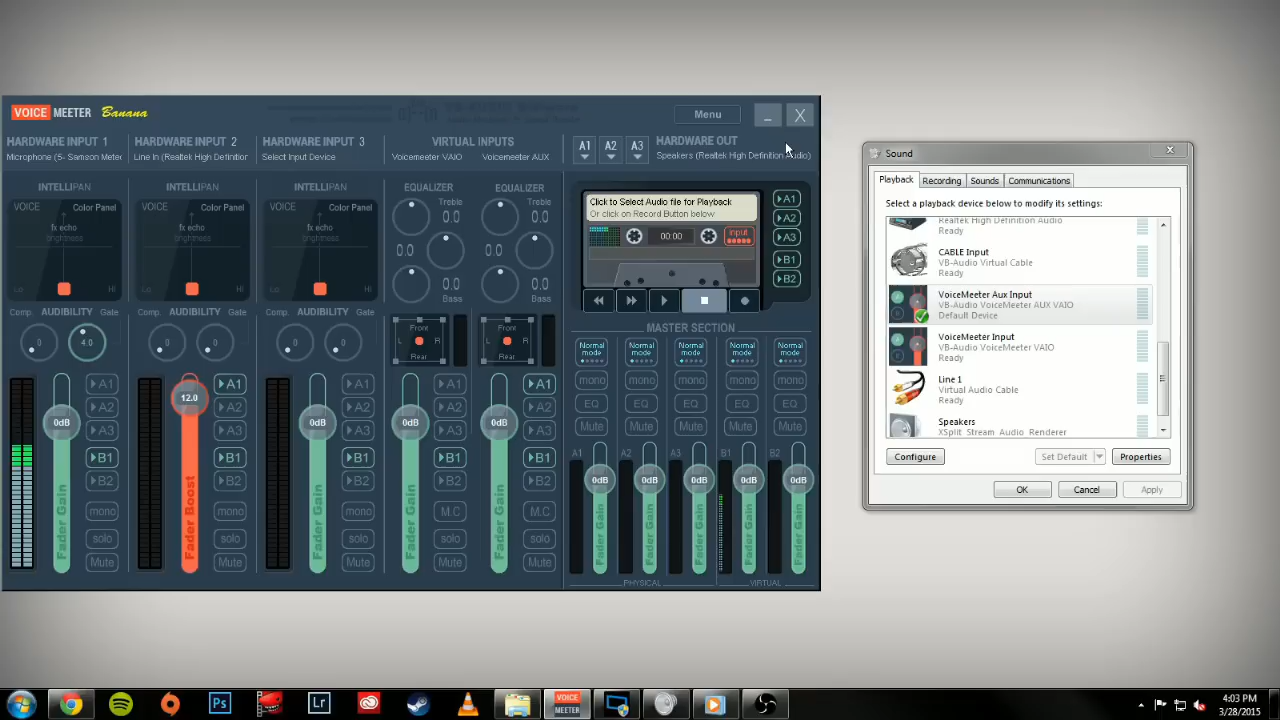 VOICE MEETER Banana
Menu
_ X
HARDWARE INPUT 1
Microphone (5- Samson Metec
HARDWARE INPUT 2
Line In (Realtek High Definition
HARDWARE INPUT 3
Select Input Device
VIRTUAL INPUTS
Voicemeeter VAIO
Voicemeeter AUX
A1 A2 A3
HARDWARE OUT
Speakers (Realtek High Definition Audio)
INTELLIPAN
VOICE Color Panel
fx echo
brightness
Lo Hi
Comp. AUDIBILITY Gate
0 4.0
INTELLIPAN
VOICE Color Panel
fx echo
brightness
Lo Hi
Comp. AUDIBILITY Gate
0 0
INTELLIPAN
VOICE Color Panel
fx echo
brightness
Lo Hi
Comp. AUDIBILITY Gate
0 0
EQUALIZER
Treble
0.0
0.0
0.0
Bass
Front
L R
Rear
EQUALIZER
Treble
0.0
0.0
0.0
Bass
Front
L R
Rear
0dB
Fader Gain
A1
A2
A3
B1
B2
mono
solo
Mute
12.0
Fader Boost
A1
A2
A3
B1
B2
mono
solo
Mute
0dB
Fader Gain
A1
A2
A3
B1
B2
mono
solo
Mute
0dB
Fader Gain
A1
A2
A3
B1
B2
M.C
solo
Mute
0dB
Fader Gain
A1
A2
A3
B1
B2
M.C
solo
Mute
Click to Select Audio file for Playback
Or click on Record Button below
00:00
input
A1
A2
A3
B1
B2
MASTER SECTION
Normal mode Normal mode Normal mode Normal mode Normal mode
mono mono mono mono mono
EQ EQ EQ EQ EQ
Mute Mute Mute Mute Mute
A1 A2 A3 B1 B2
0dB 0dB 0dB 0dB 0dB
Fader Gain Fader Gain Fader Gain Fader Gain Fader Gain
PHYSICAL VIRTUAL
Sound
Playback Recording Sounds Communications
Select a playback device below to modify its settings:
Realtek High Definition Audio
Ready
CABLE Input
VB-Audio Virtual Cable
Ready
VoiceMeeter Aux Input
VB-Audio VoiceMeeter AUX VAIO
Default Device
VoiceMeeter Input
VB-Audio VoiceMeeter VAIO
Ready
Line 1
Virtual Audio Cable
Ready
Speakers
XSplit Stream Audio Renderer
Configure Set Default Properties
OK Cancel Apply
Ps Lr VOICE MEETER
4:03 PM
3/28/2015